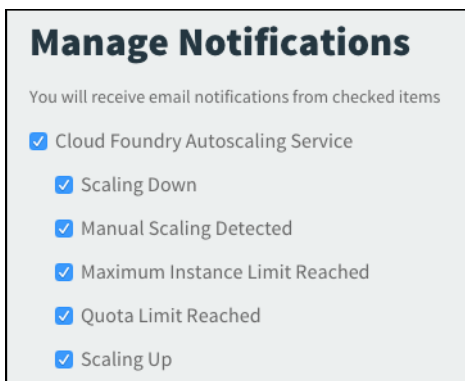 Manage Notifications
You will receive email notifications from checked items
Cloud Foundry Autoscaling Service
Scaling Down
Manual Scaling Detected
Maximum Instance Limit Reached
Quota Limit Reached
Scaling Up